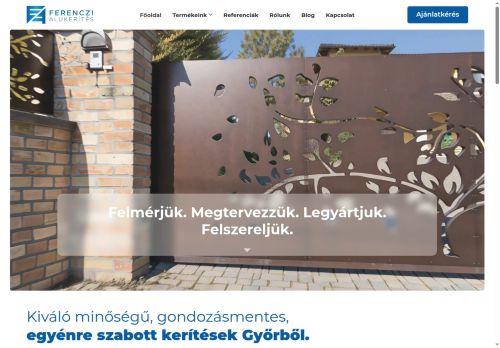 FERENCZI
ALUKERÍTÉS
Főoldal Termékeink Referenciák Rólunk Blog Kapcsolat
Ajánlatkérés
Felmérjük. Megtervezzük. Legyártjuk.
Felszereljük.
Kiváló minőségű, gondozásmentes,
egyénre szabott kerítések Győrből.